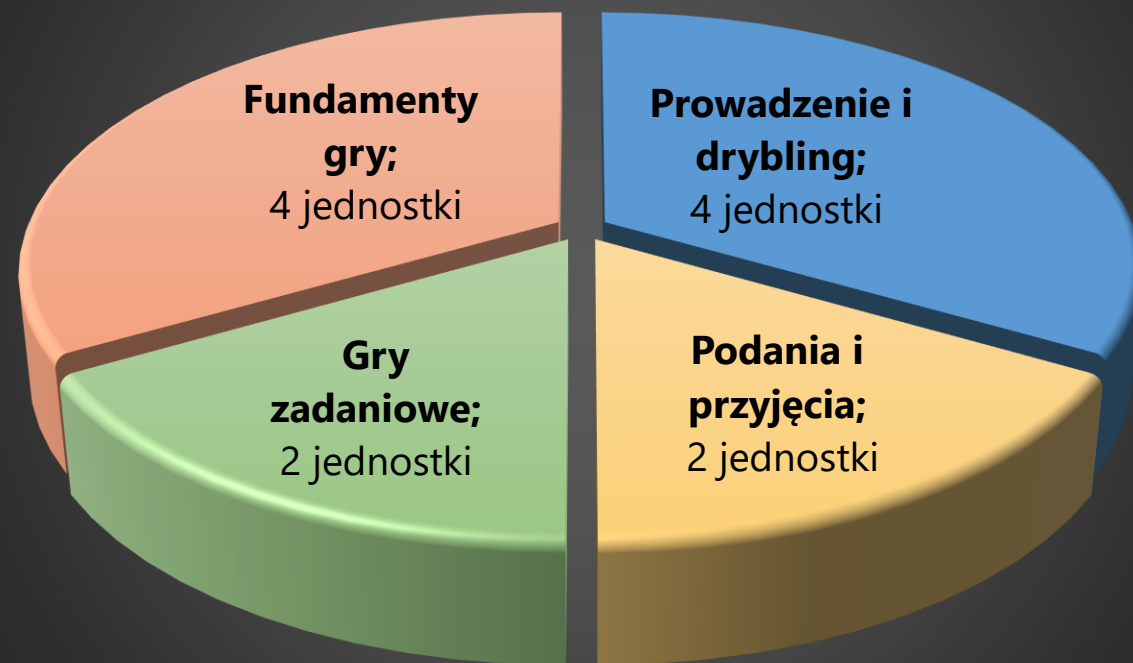 Fundamenty
gry;
4 jednostki
Prowadzenie i
drybling;
4 jednostki
Gry
zadaniowe;
2 jednostki
Podania i
przyjęcia;
2 jednostki